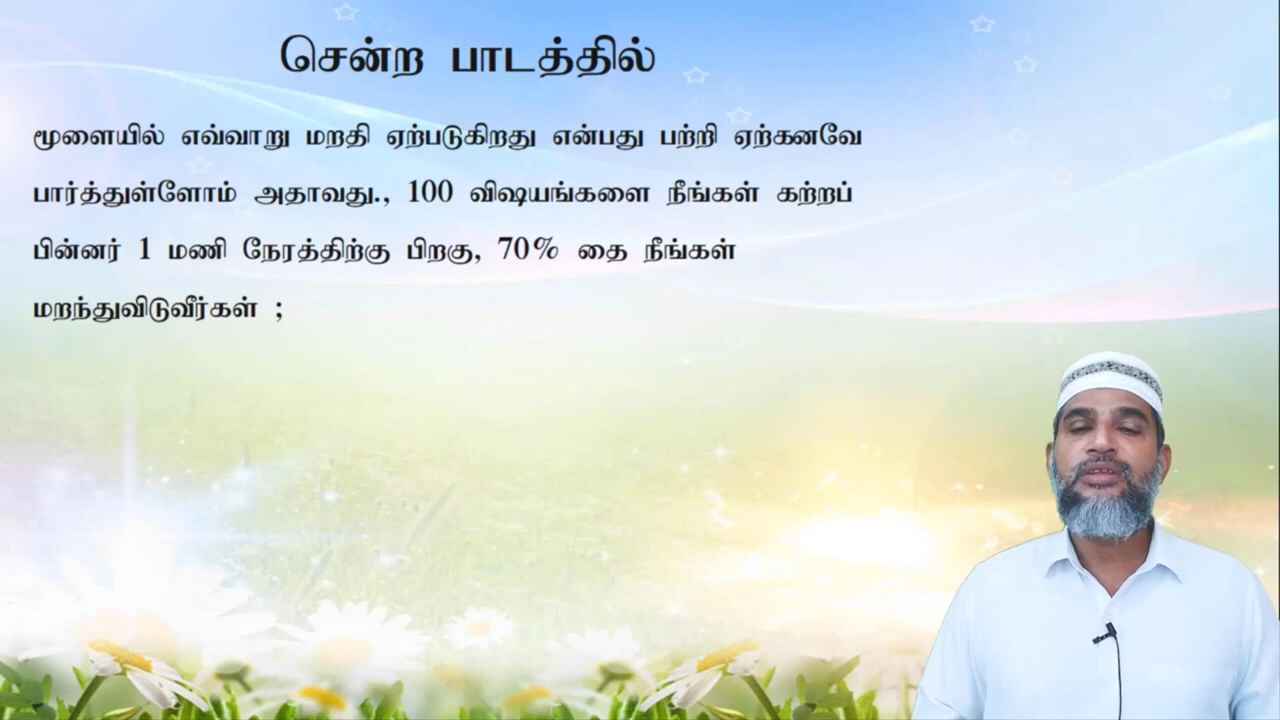 சென்ற பாடத்தில்
மூளையில் எவ்வாறு மறதி ஏற்படுகிறது என்பது பற்றி ஏற்கனவே
பார்த்துள்ளோம் அதாவது., 100 விஷயங்களை நீங்கள் கற்றப்
பின்னர் 1 மணி நேரத்திற்கு பிறகு, 70% தை நீங்கள்
மறந்துவிடுவீர்கள் ;